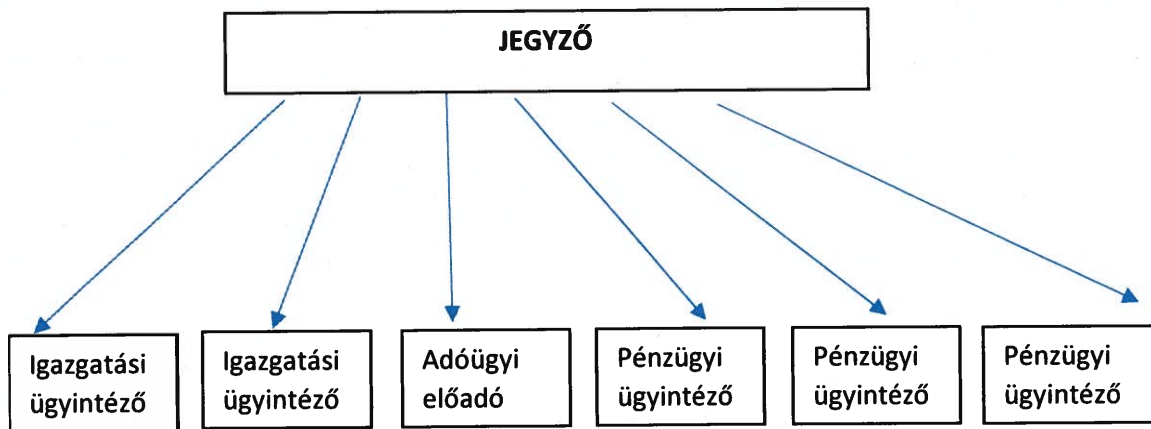 JEGYZŐ
Igazgatási
ügyintéző
Igazgatási
ügyintéző
Adóügyi
előadó
Pénzügyi
ügyintéző
Pénzügyi
ügyintéző
Pénzügyi
ügyintéző